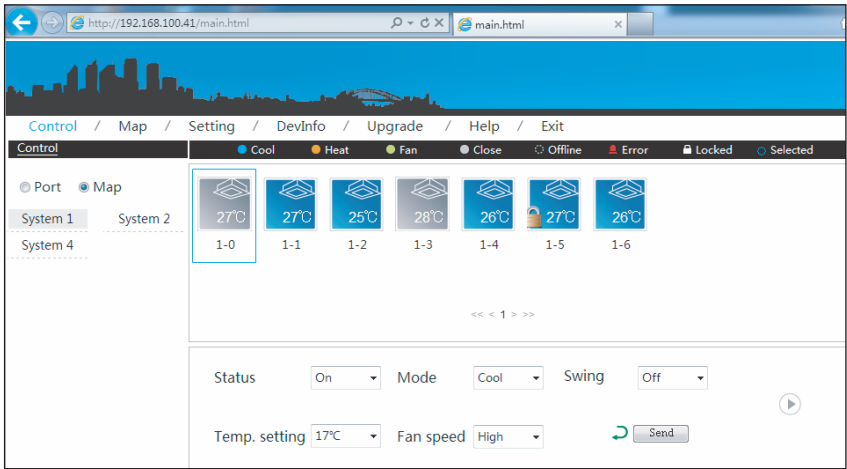 http://192.168.100.41/main.html
main.html
Control / Map / Setting / DevInfo / Upgrade / Help / Exit
Control
Cool Heat Fan Close Offline Error Locked Selected
Port Map
System 1 System 2
System 4
27℃ 27℃ 25℃ 28℃ 26℃ 27℃ 26℃
1-0 1-1 1-2 1-3 1-4 1-5 1-6
<< < 1 > >>
Status On Mode Cool Swing Off
Temp. setting 17℃ Fan speed High Send